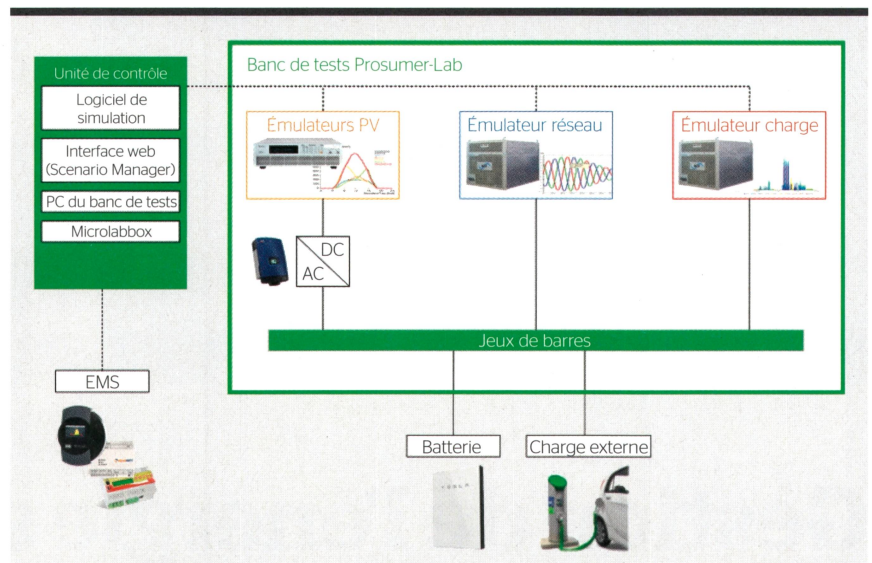 Unité de contrôle
Logiciel de
simulation
Interface web
(Scenario Manager)
PC du banc de tests
Microlabbox
EMS
Banc de tests Prosumer-Lab
Émulateurs PV
Émulateur réseau
Émulateur charge
DC
AC
Jeux de barres
Batterie
Charge externe
TESLA